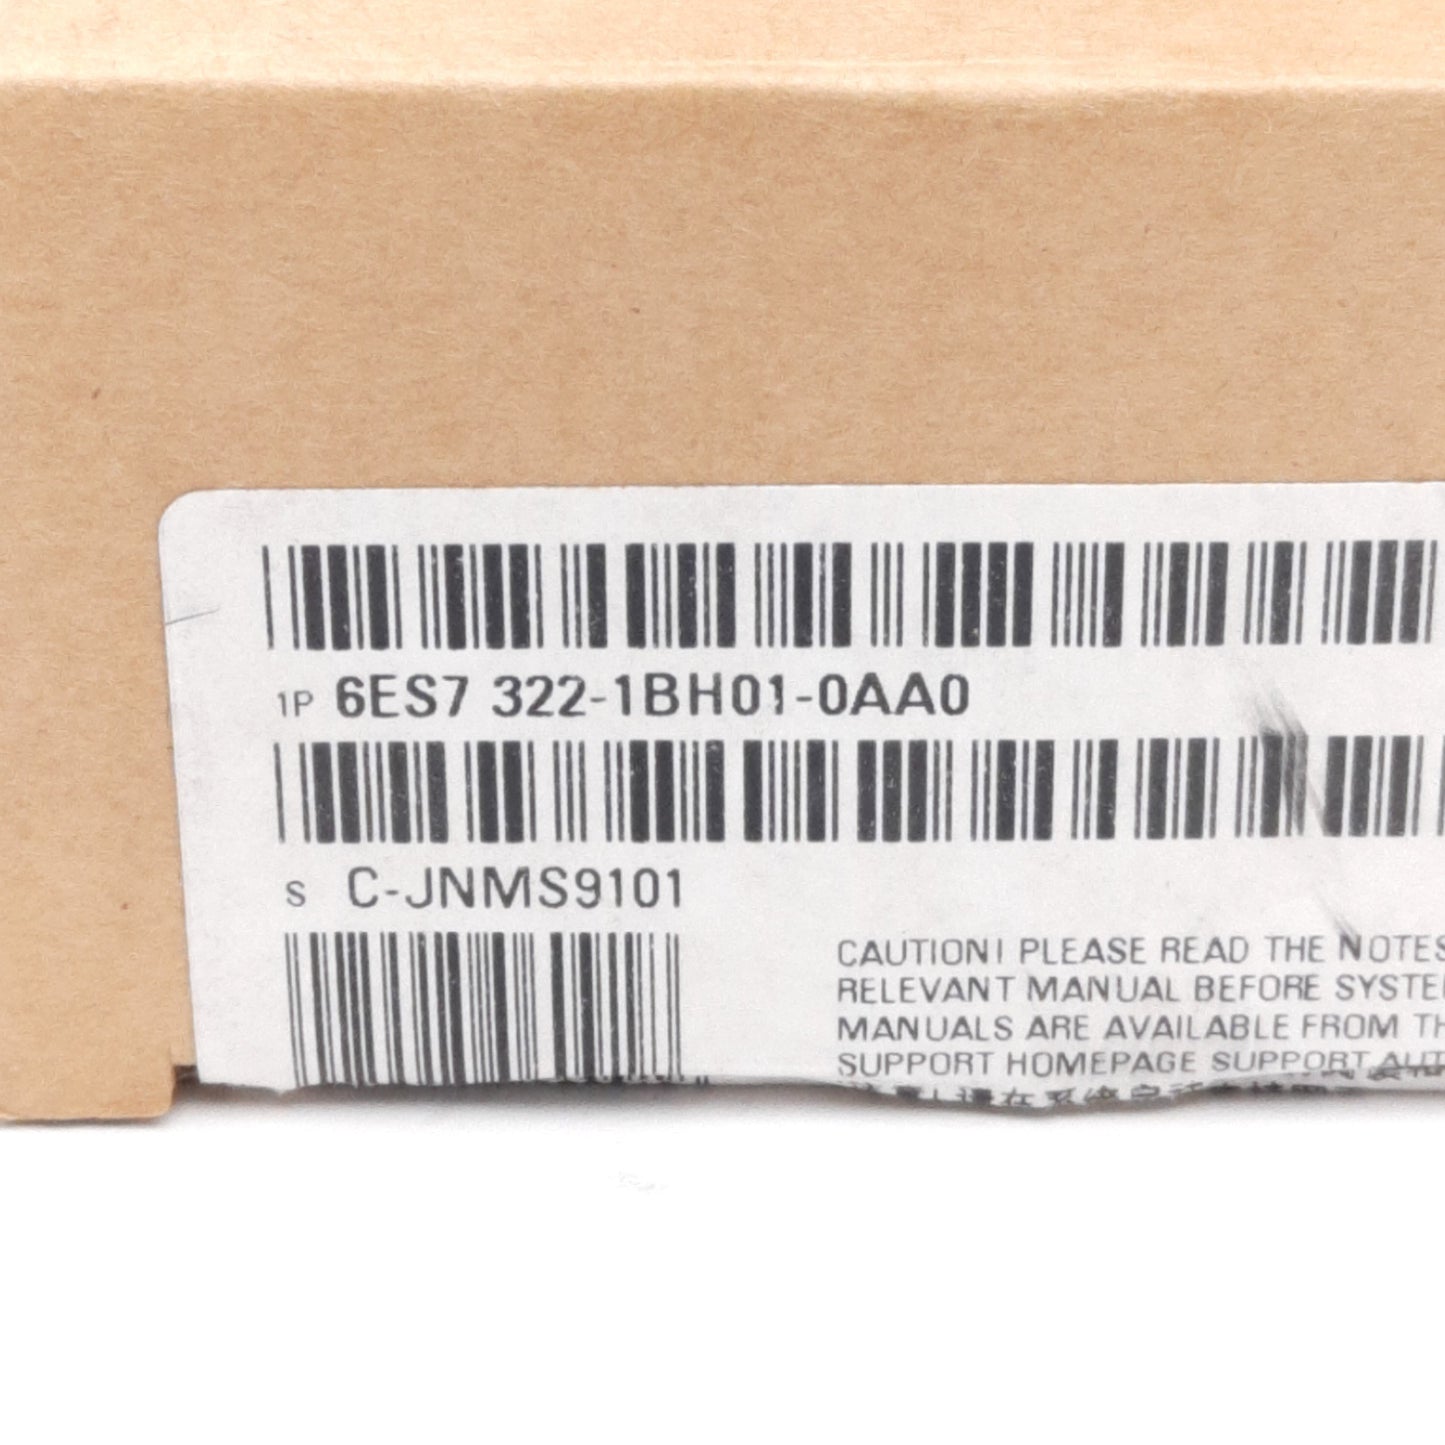 1P 6ES7 322-1BH01-0AA0
S C-JNMS9101
CAUTION! PLEASE READ THE NOTES
RELEVANT MANUAL BEFORE SYSTE
MANUALS ARE AVAILABLE FROM TH
SUPPORT HOMEPAGE SUPPORT.AUT